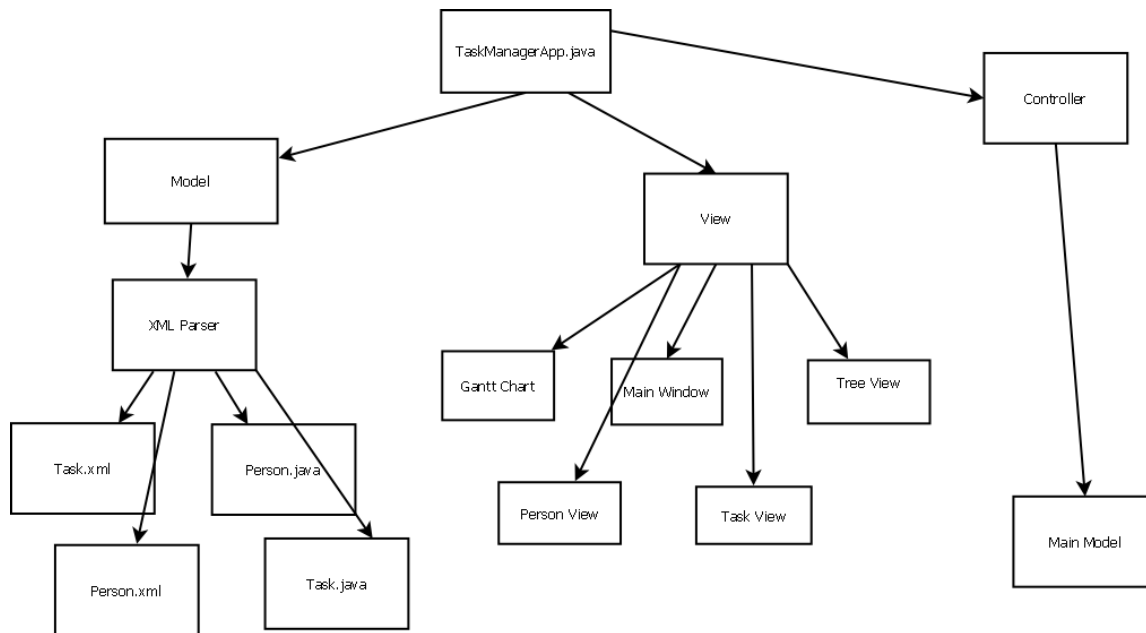 TaskManagerApp.java
Controller
Model
View
XML Parser
Gantt Chart
Main Window
Tree View
Task.xml
Person.java
Person View
Task View
Main Model
Person.xml
Task.java